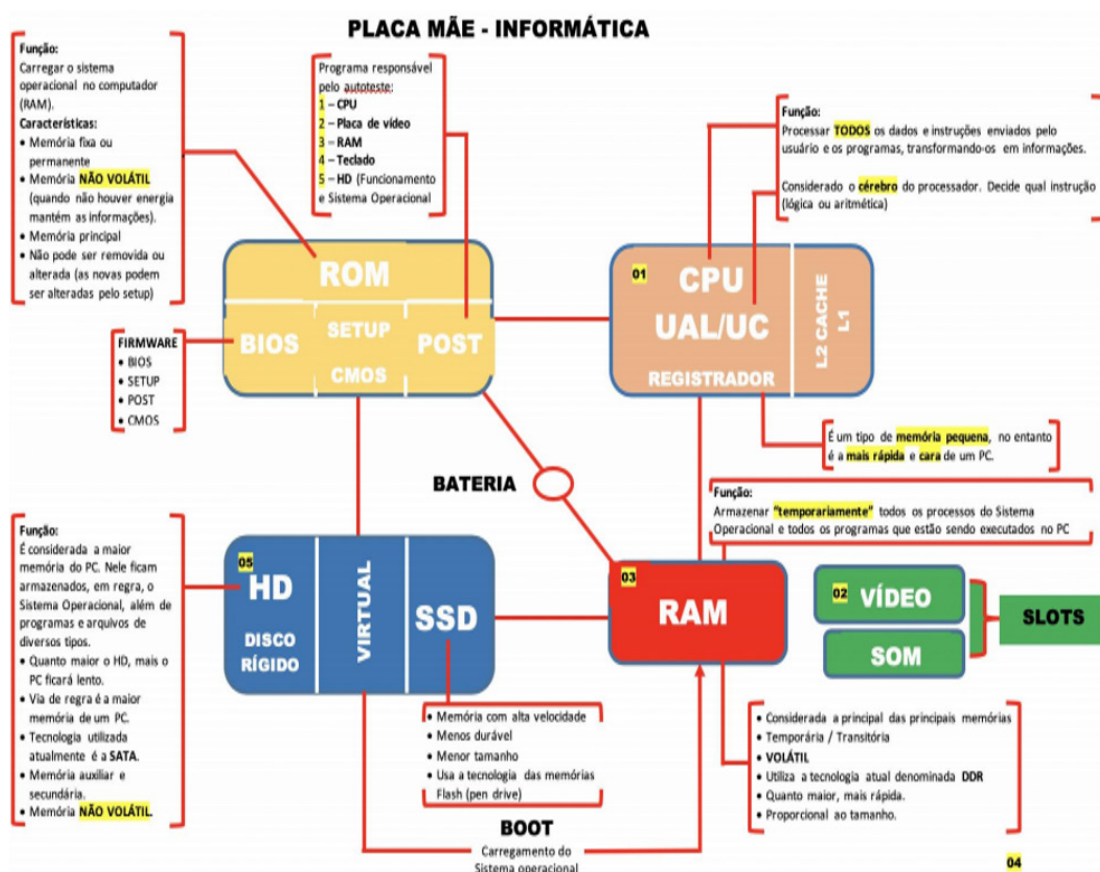 PLACA MÃE - INFORMÁTICA
Função:
Carregar o sistema
operacional no computador
(RAM).
Características:
• Memória fixa ou
permanente
• Memória NÃO VOLÁTIL
(quando não houver energia
mantém as informações).
• Memória principal
• Não pode ser removida ou
alterada (as novas podem
ser alteradas pelo setup)
Programa responsável
pelo autoteste:
1 – CPU
2 – Placa de vídeo
3 – RAM
4 – Teclado
5 – HD (Funcionamento
e Sistema Operacional
Função:
Processar TODOS os dados e instruções enviados pelo
usuário e os programas, transformando-os em informações.
Considerado o cérebro do processador. Decide qual instrução
(lógica ou aritmética)
ROM
BIOS
SETUP
CMOS
POST
01
CPU
UAL/UC
REGISTRADOR
L2 CACHE
L1
FIRMWARE
• BIOS
• SETUP
• POST
• CMOS
É um tipo de memória pequena, no entanto
é a mais rápida e cara de um PC.
BATERIA
Função:
Armazenar "temporariamente" todos os processos do Sistema
Operacional e todos os programas que estão sendo executados no PC
Função:
É considerada a maior
memória do PC. Nele ficam
armazenados, em regra, o
Sistema Operacional, além de
programas e arquivos de
diversos tipos.
• Quanto maior o HD, mais o
PC ficará lento.
• Via de regra é a maior
memória de um PC.
• Tecnologia utilizada
atualmente é a SATA.
• Memória auxiliar e
secundária.
• Memória NÃO VOLÁTIL.
05
HD
DISCO
RÍGIDO
VIRTUAL
SSD
03
RAM
02 VÍDEO
SOM
SLOTS
• Memória com alta velocidade
• Menos durável
• Menor tamanho
• Usa a tecnologia das memórias
Flash (pen drive)
• Considerada a principal das principais memórias
• Temporária / Transitória
• VOLÁTIL
• Utiliza a tecnologia atual denominada DDR
• Quanto maior, mais rápida.
• Proporcional ao tamanho.
BOOT
Carregamento do
Sistema operacional
04